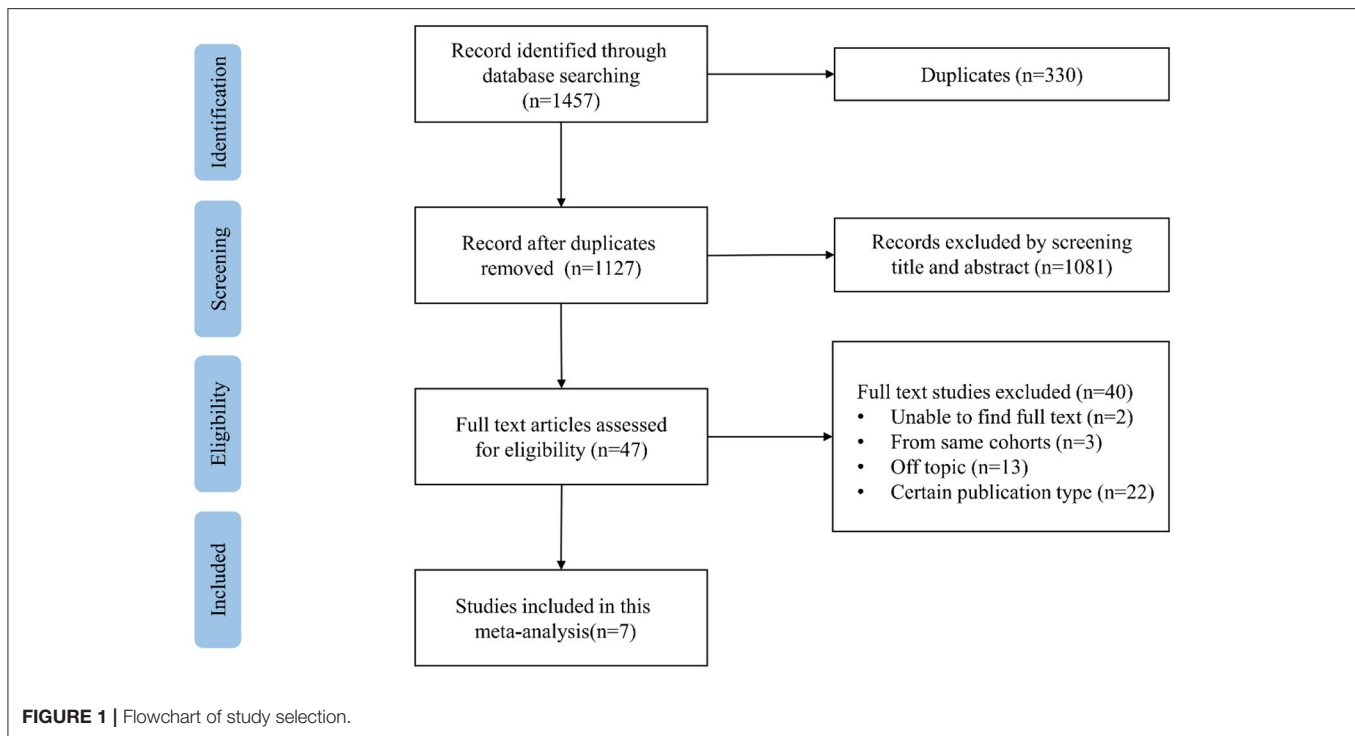 Identification
Record identified through
database searching
(n=1457)
Duplicates (n=330)
Screening
Record after duplicates
removed (n=1127)
Records excluded by screening
title and abstract (n=1081)
Eligibility
Full text articles assessed
for eligibility (n=47)
Full text studies excluded (n=40)
• Unable to find full text (n=2)
• From same cohorts (n=3)
• Off topic (n=13)
• Certain publication type (n=22)
Included
Studies included in this
meta-analysis(n=7)
FIGURE 1 | Flowchart of study selection.